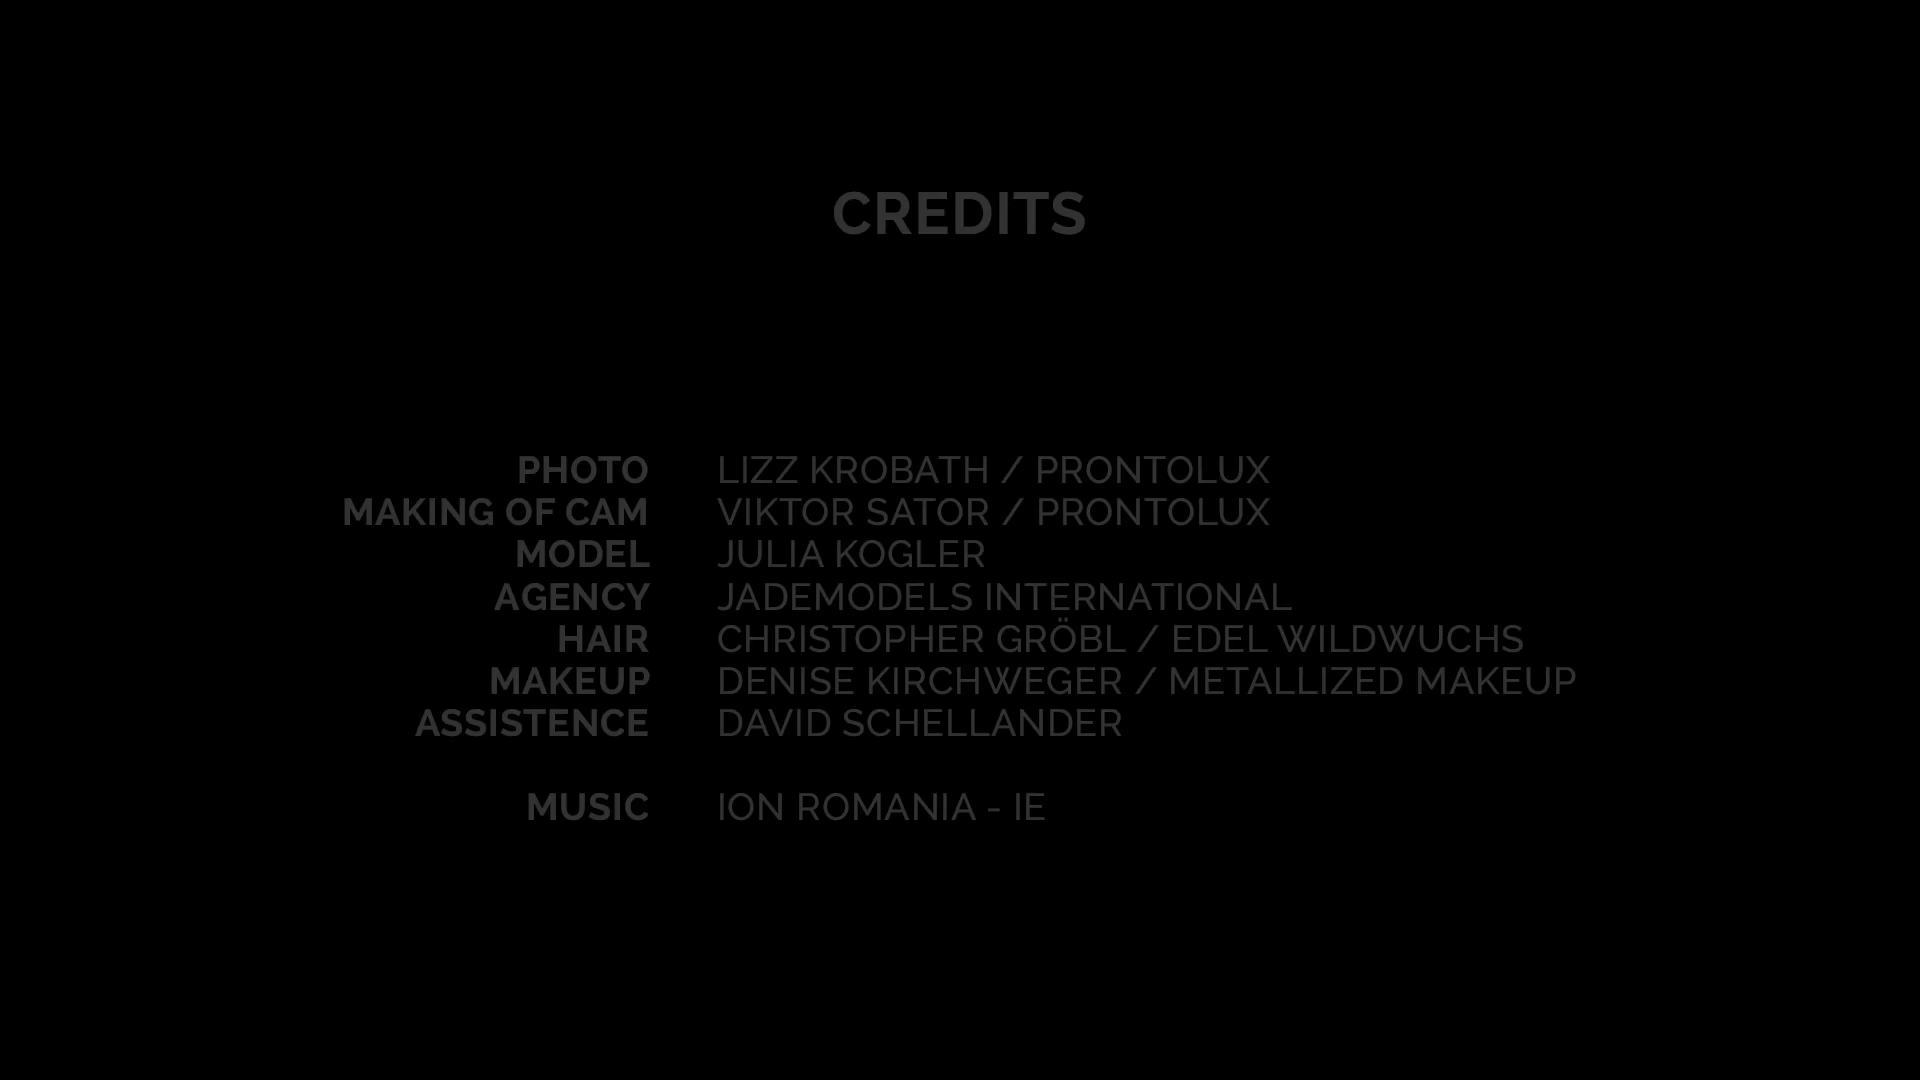 CREDITS
PHOTO LIZZ KROBATH / PRONTOLUX
MAKING OF CAM VIKTOR SATOR / PRONTOLUX
MODEL JULIA KOGLER
AGENCY JADEMODELS INTERNATIONAL
HAIR CHRISTOPHER GRÖBL / EDEL WILDWUCHS
MAKEUP DENISE KIRCHWEGER / METALLIZED MAKEUP
ASSISTENCE DAVID SCHELLANDER
MUSIC ION ROMANIA - IE